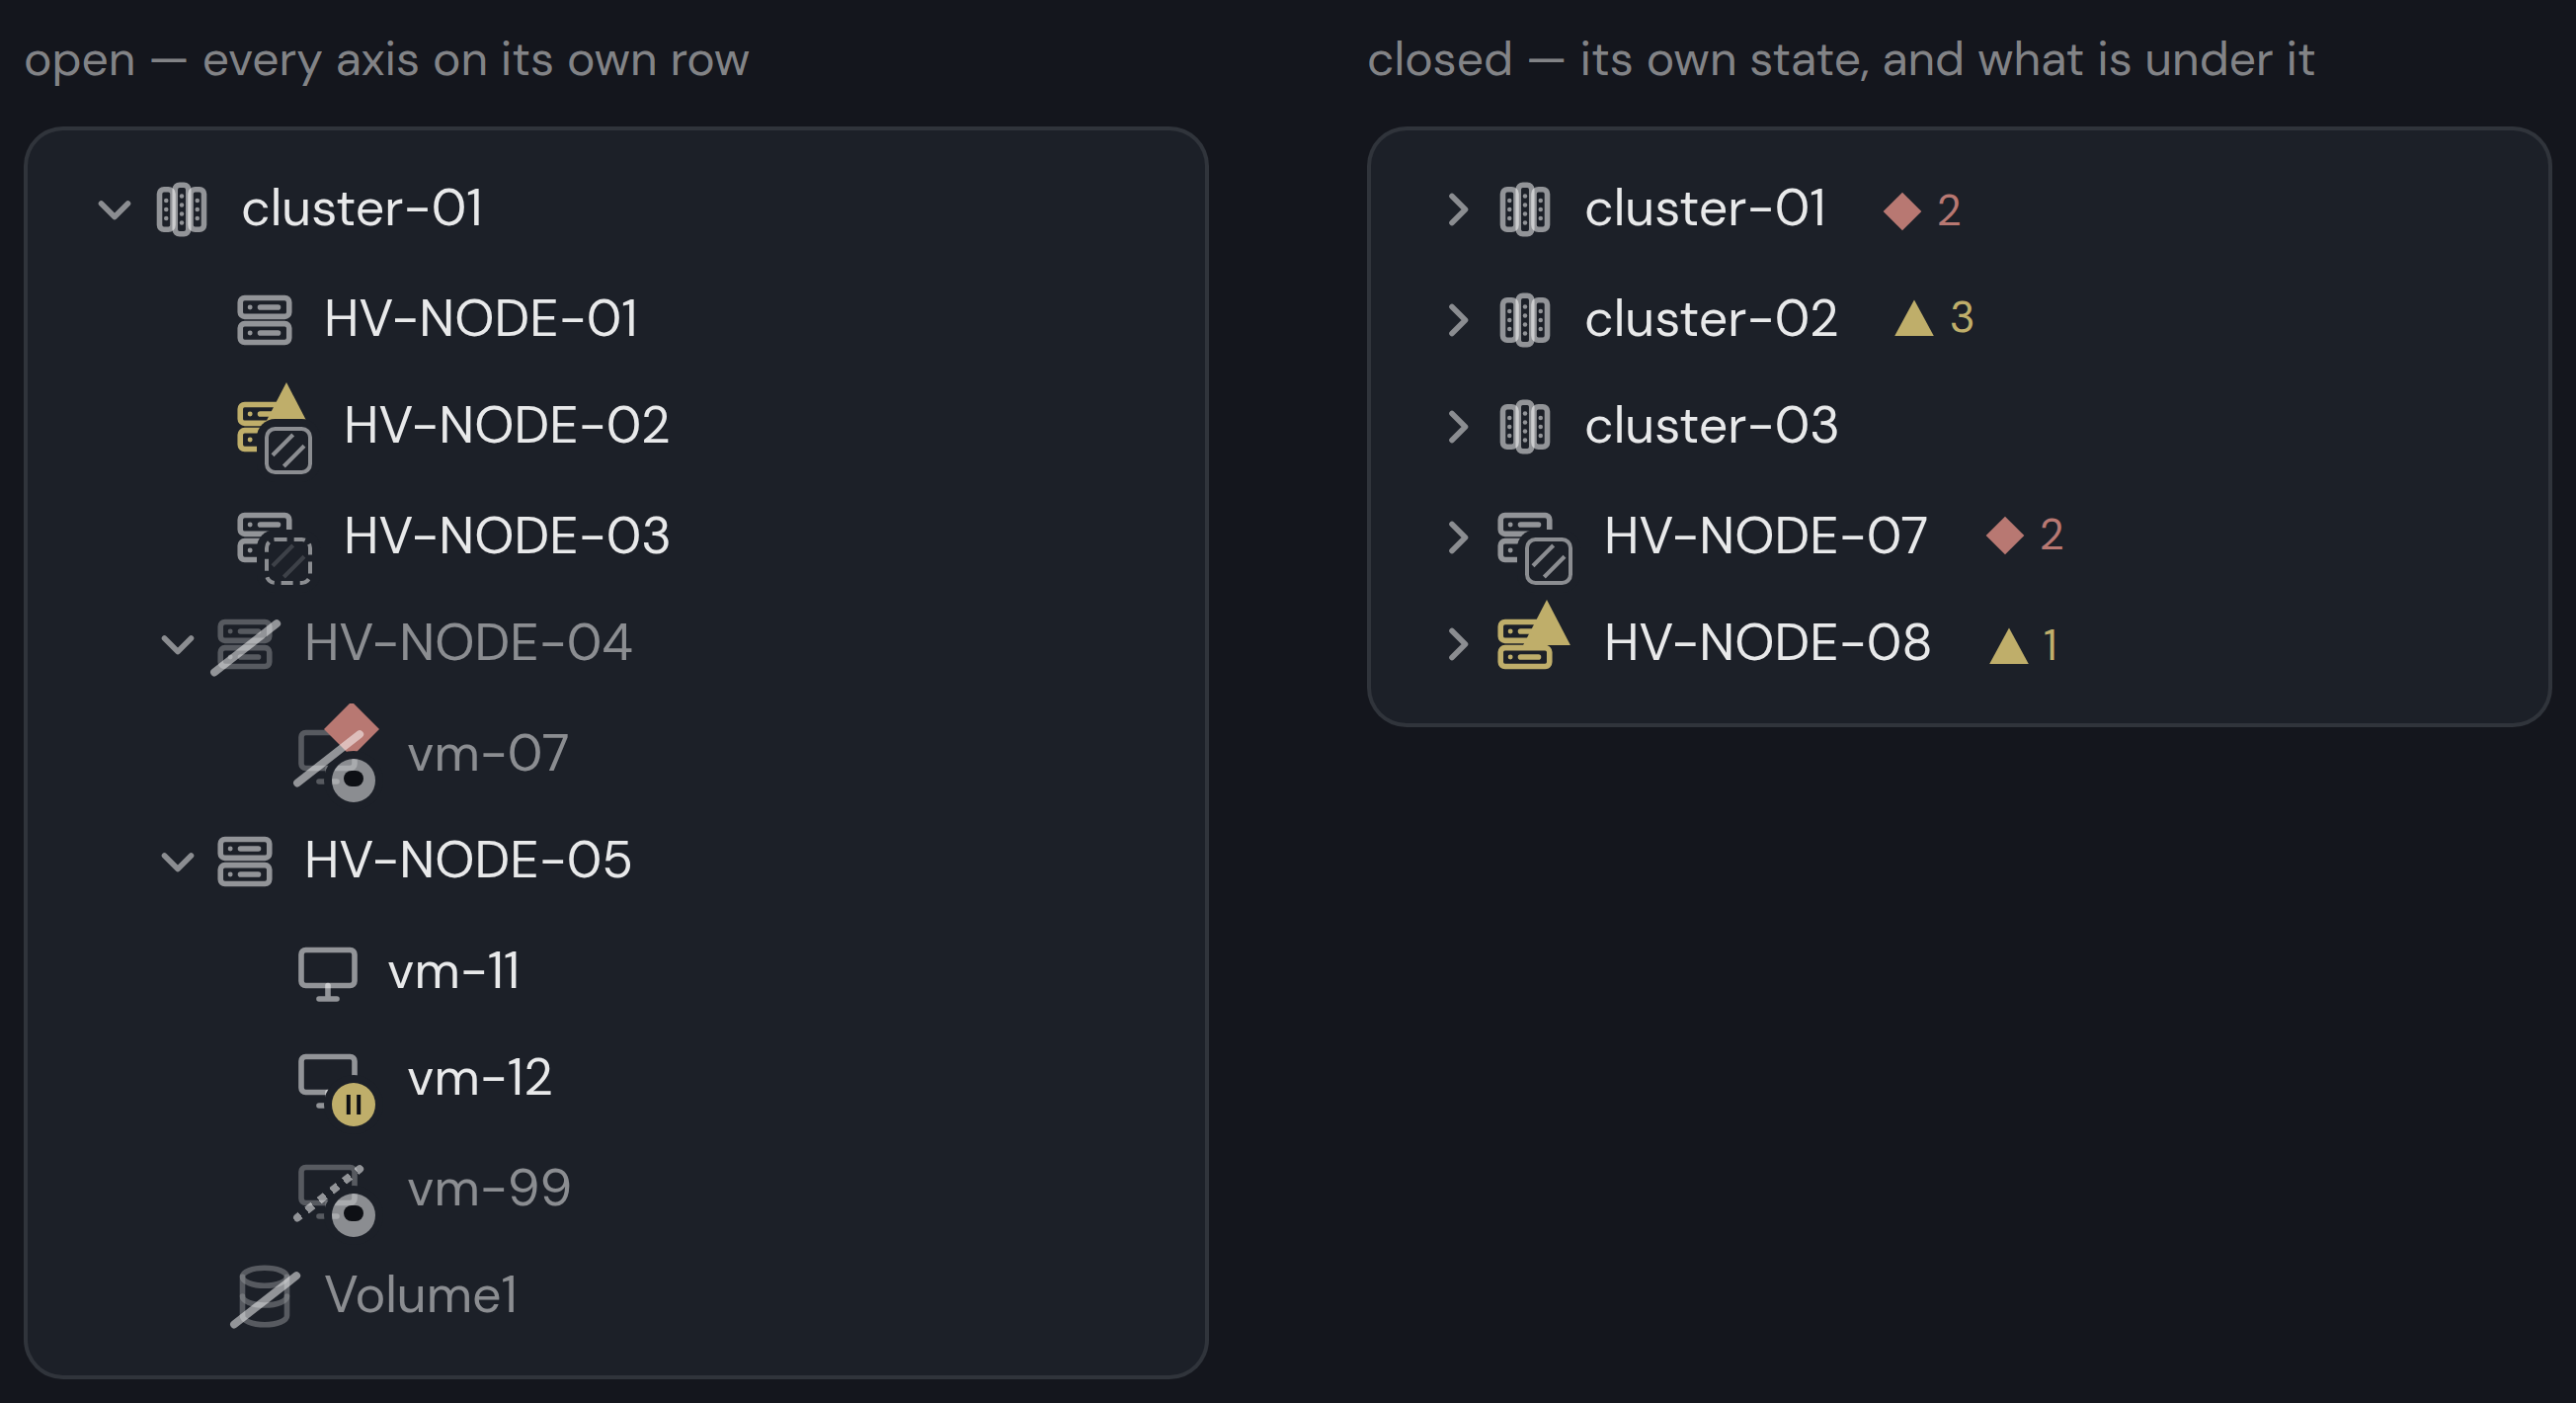 open — every axis on its own row
cluster-01
HV-NODE-01
HV-NODE-02
HV-NODE-03
HV-NODE-04
vm-07
HV-NODE-05
vm-11
vm-12
vm-99
Volume1
closed — its own state, and what is under it
cluster-01 2
cluster-02 3
cluster-03
HV-NODE-07 2
HV-NODE-08 1